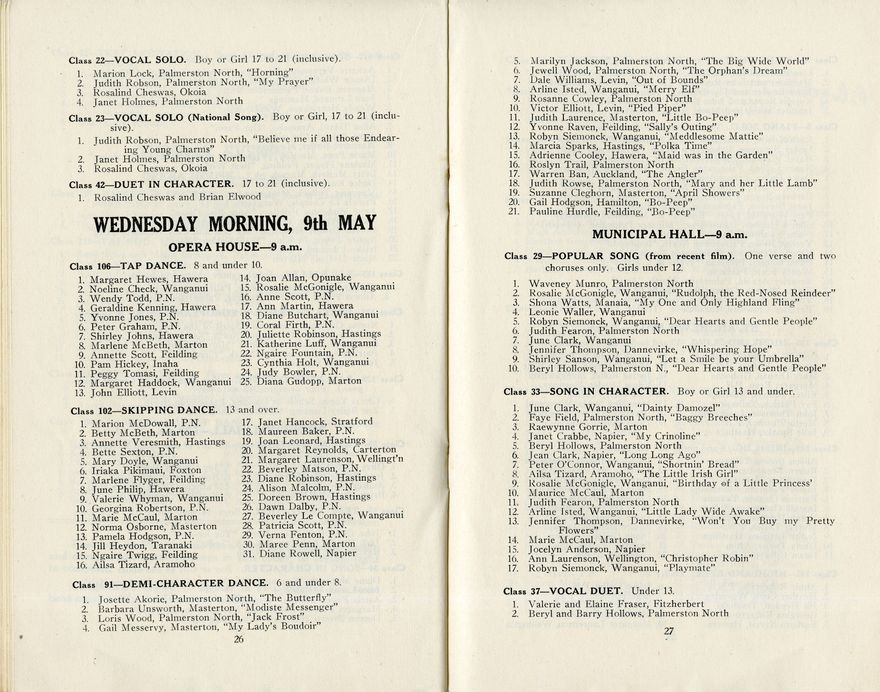 Class 22—VOCAL SOLO. Boy or Girl 17 to 21 (inclusive).
1. Marion Lock, Palmerston North, “Horning”
2. Judith Robson, Palmerston North, “My Prayer”
3. Rosalind Cheswas, Okoia
4. Janet Holmes, Palmerston North
Class 23—VOCAL SOLO (National Song). Boy or Girl, 17 to 21 (inclu-
sive).
1. Judith Robson, Palmerston North, “Believe me if all those Endear-
ing Young Charms”
2. Janet Holmes, Palmerston North
3. Rosalind Cheswas, Okoia
Class 42—DUET IN CHARACTER. 17 to 21 (inclusive).
1. Rosalind Cheswas and Brian Elwood
WEDNESDAY MORNING, 9th MAY
OPERA HOUSE—9 a.m.
Class 106—TAP DANCE. 8 and under 10.
1. Margaret Hewes, Hawera
2. Noeline Check, Wanganui
3. Wendy Todd, P.N.
4. Geraldine Kenning, Hawera
5. Yvonne Jones, P.N.
6. Peter Graham, P.N.
7. Shirley Johns, Hawera
8. Marlene McBeth, Marton
9. Annette Scott, Feilding
10. Pam Hickey, Inaha
11. Peggy Tomasi, Feilding
12. Margaret Haddock, Wanganui
13. John Elliott, Levin
14. Joan Allan, Opunake
15. Rosalie McGonigle, Wanganui
16. Anne Scott, P.N.
17. Ann Martin, Hawera
18. Diane Butchart, Wanganui
19. Coral Firth, P.N.
20. Juliette Robinson, Hastings
21. Katherine Luff, Wanganui
22. Ngaire Fountain, P.N.
23. Cynthia Holt, Wanganui
24. Judy Bowler, P.N.
25. Diana Gudopp, Marton
Class 102—SKIPPING DANCE. 13 and over.
1. Marion McDowall, P.N.
2. Betty McBeth, Marton
3. Annette Veresmith, Hastings
4. Bette Sexton, P.N.
5. Mary Doyle, Wanganui
6. Iriaka Pikimaui, Foxton
7. Marlene Flyger, Feilding
8. June Philip, Hawera
9. Valerie Whyman, Wanganui
10. Georgina Robertson, P.N.
11. Marie McCaul, Marton
12. Norma Osborne, Masterton
13. Pamela Hodgson, P.N.
14. Jill Heydon, Taranaki
15. Ngaire Twigg, Feilding
16. Ailsa Tizard, Aramoho
17. Janet Hancock, Stratford
18. Maureen Baker, P.N.
19. Joan Leonard, Hastings
20. Margaret Reynolds, Carterton
21. Margaret Laurenson, Wellingt'n
22. Beverley Matson, P.N.
23. Diane Robinson, Hastings
24. Alison Malcolm, P.N.
25. Doreen Brown, Hastings
26. Dawn Dalby, P.N.
27. Beverley Le Compte, Wanganui
28. Patricia Scott, P.N.
29. Verna Fenton, P.N.
30. Maree Penn, Marton
31. Diane Rowell, Napier
Class 91—DEMI-CHARACTER DANCE. 6 and under 8.
1. Josette Akorie, Palmerston North, “The Butterfly”
2. Barbara Unsworth, Masterton, “Modiste Messenger”
3. Loris Wood, Palmerston North, “Jack Frost”
4. Gail Messervy, Masterton, “My Lady's Boudoir”
26
5. Marilyn Jackson, Palmerston North, “The Big Wide World”
6. Jewell Wood, Palmerston North, “The Orphan's Dream”
7. Dale Williams, Levin, “Out of Bounds”
8. Arline Isted, Wanganui, “Merry Elf”
9. Rosanne Cowley, Palmerston North
10. Victor Elliott, Levin, “Pied Piper”
11. Judith Laurence, Masterton, “Little Bo-Peep”
12. Yvonne Raven, Feilding, “Sally's Outing”
13. Robyn Siemonck, Wanganui, “Meddlesome Mattie”
14. Marcia Sparks, Hastings, “Polka Time”
15. Adrienne Cooley, Hawera, “Maid was in the Garden”
16. Roslyn Trail, Palmerston North
17. Warren Ban, Auckland, “The Angler”
18. Judith Rowse, Palmerston North, “Mary and her Little Lamb”
19. Suzanne Cleghorn, Masterton, “April Showers”
20. Gail Hodgson, Hamilton, “Bo-Peep”
21. Pauline Hurdle, Feilding, “Bo-Peep”
MUNICIPAL HALL—9 a.m.
Class 29—POPULAR SONG (from recent film). One verse and two
choruses only. Girls under 12.
1. Waveney Munro, Palmerston North
2. Rosalie McGonigle, Wanganui, “Rudolph, the Red-Nosed Reindeer”
3. Shona Watts, Manaia, “My One and Only Highland Fling”
4. Leonie Waller, Wanganui
5. Robyn Siemonck, Wanganui, “Dear Hearts and Gentle People”
6. Judith Fearon, Palmerston North
7. June Clark, Wanganui
8. Jennifer Thompson, Dannevirke, “Whispering Hope”
9. Shirley Sanson, Wanganui, “Let a Smile be your Umbrella”
10. Beryl Hollows, Palmerston N., “Dear Hearts and Gentle People”
Class 33—SONG IN CHARACTER. Boy or Girl 13 and under.
1. June Clark, Wanganui, “Dainty Damozel”
2. Faye Field, Palmerston North, “Baggy Breeches”
3. Raewynne Gorrie, Marton
4. Janet Crabbe, Napier, “My Crinoline”
5. Beryl Hollows, Palmerston North
6. Jean Clark, Napier, “Long Long Ago”
7. Peter O'Connor, Wanganui, “Shortnin' Bread”
8. Ailsa Tizard, Aramoho, “The Little Irish Girl”
9. Rosalie McGonigle, Wanganui, “Birthday of a Little Princess’
10. Maurice McCaul, Marton
11. Judith Fearon, Palmerston North
12. Arline Isted, Wanganui, “Little Lady Wide Awake”
13. Jennifer Thompson, Dannevirke, “Won't You Buy my Pretty
Flowers”
14. Marie McCaul, Marton
15. Jocelyn Anderson, Napier
16. Ann Laurenson, Wellington, “Christopher Robin”
17. Robyn Siemonck, Wanganui, “Playmate”
Class 37—VOCAL DUET. Under 13.
1. Valerie and Elaine Fraser, Fitzherbert
2. Beryl and Barry Hollows, Palmerston North
27